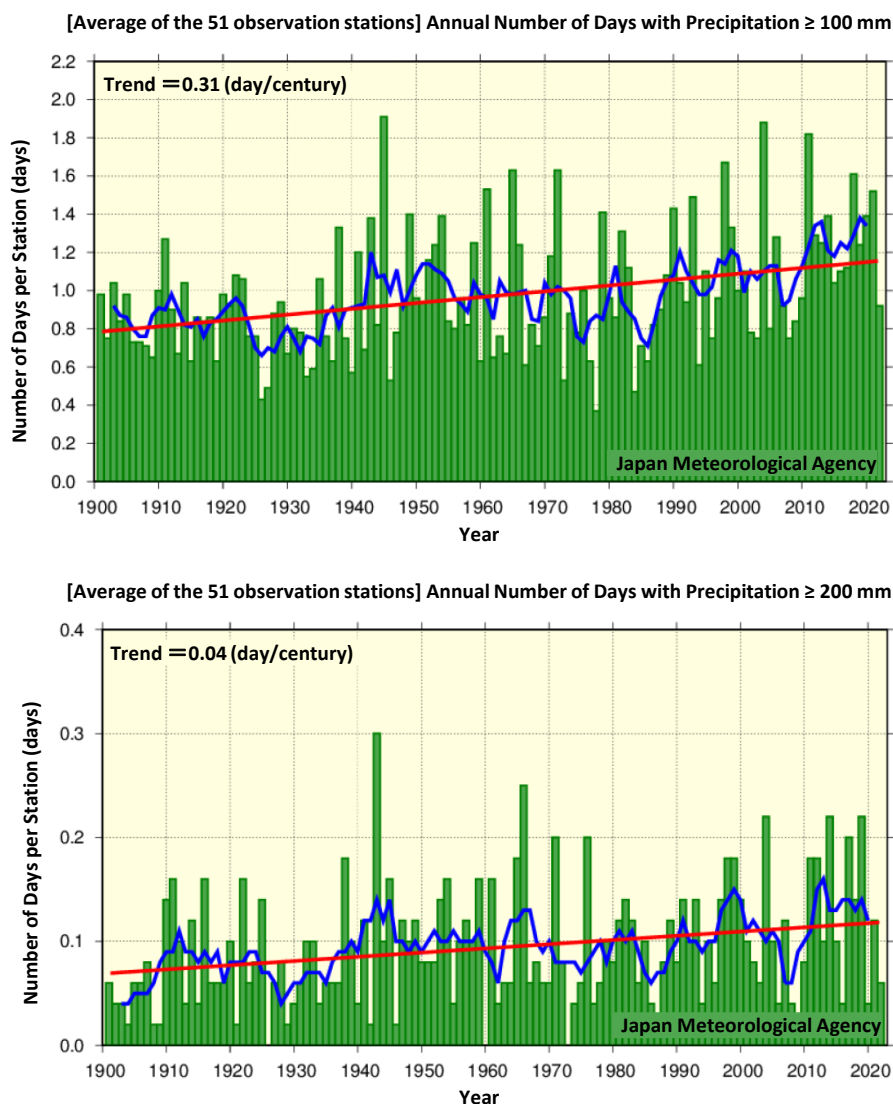 [Average of the 51 observation stations] Annual Number of Days with Precipitation ≥ 100 mm
Trend =0.31 (day/century)
Number of Days per Station (days)
2.2
2.0
1.8
1.6
1.4
1.2
1.0
0.8
0.6
0.4
0.2
0.0
Japan Meteorological Agency
1900 1910 1920 1930 1940 1950 1960 1970 1980 1990 2000 2010 2020
Year
[Average of the 51 observation stations] Annual Number of Days with Precipitation ≥ 200 mm
Trend =0.04 (day/century)
Number of Days per Station (days)
0.4
0.3
0.2
0.1
0.0
Japan Meteorological Agency
1900 1910 1920 1930 1940 1950 1960 1970 1980 1990 2000 2010 2020
Year